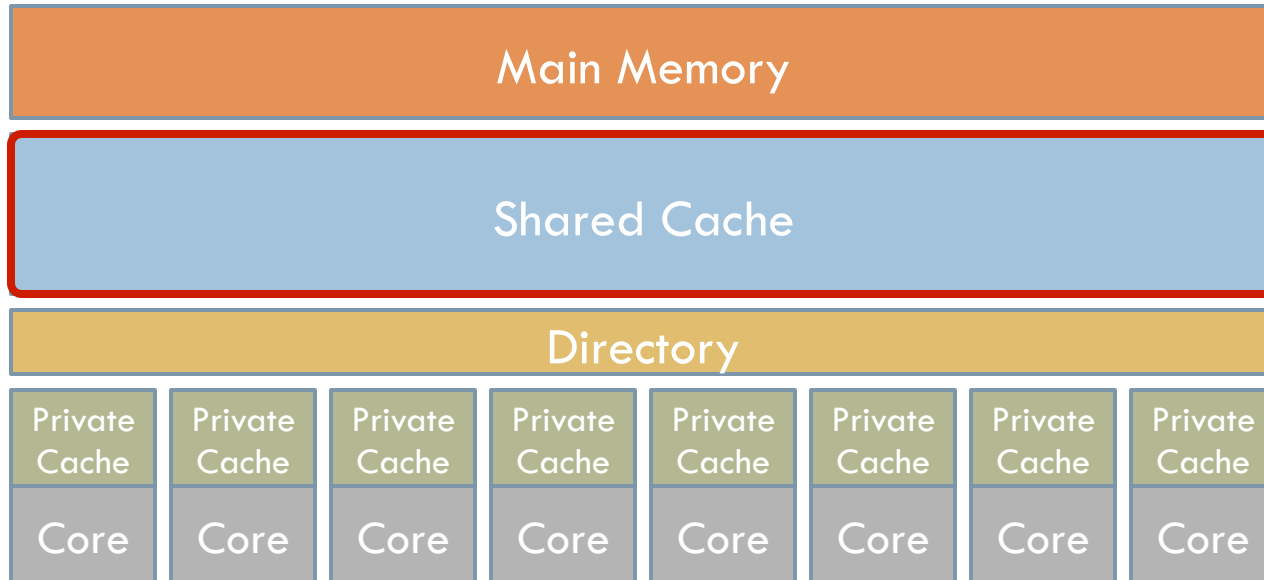 Main Memory
Shared Cache
Directory
Private Private Private Private Private Private Private Private
Cache Cache Cache Cache Cache Cache Cache Cache
Core Core Core Core Core Core Core Core